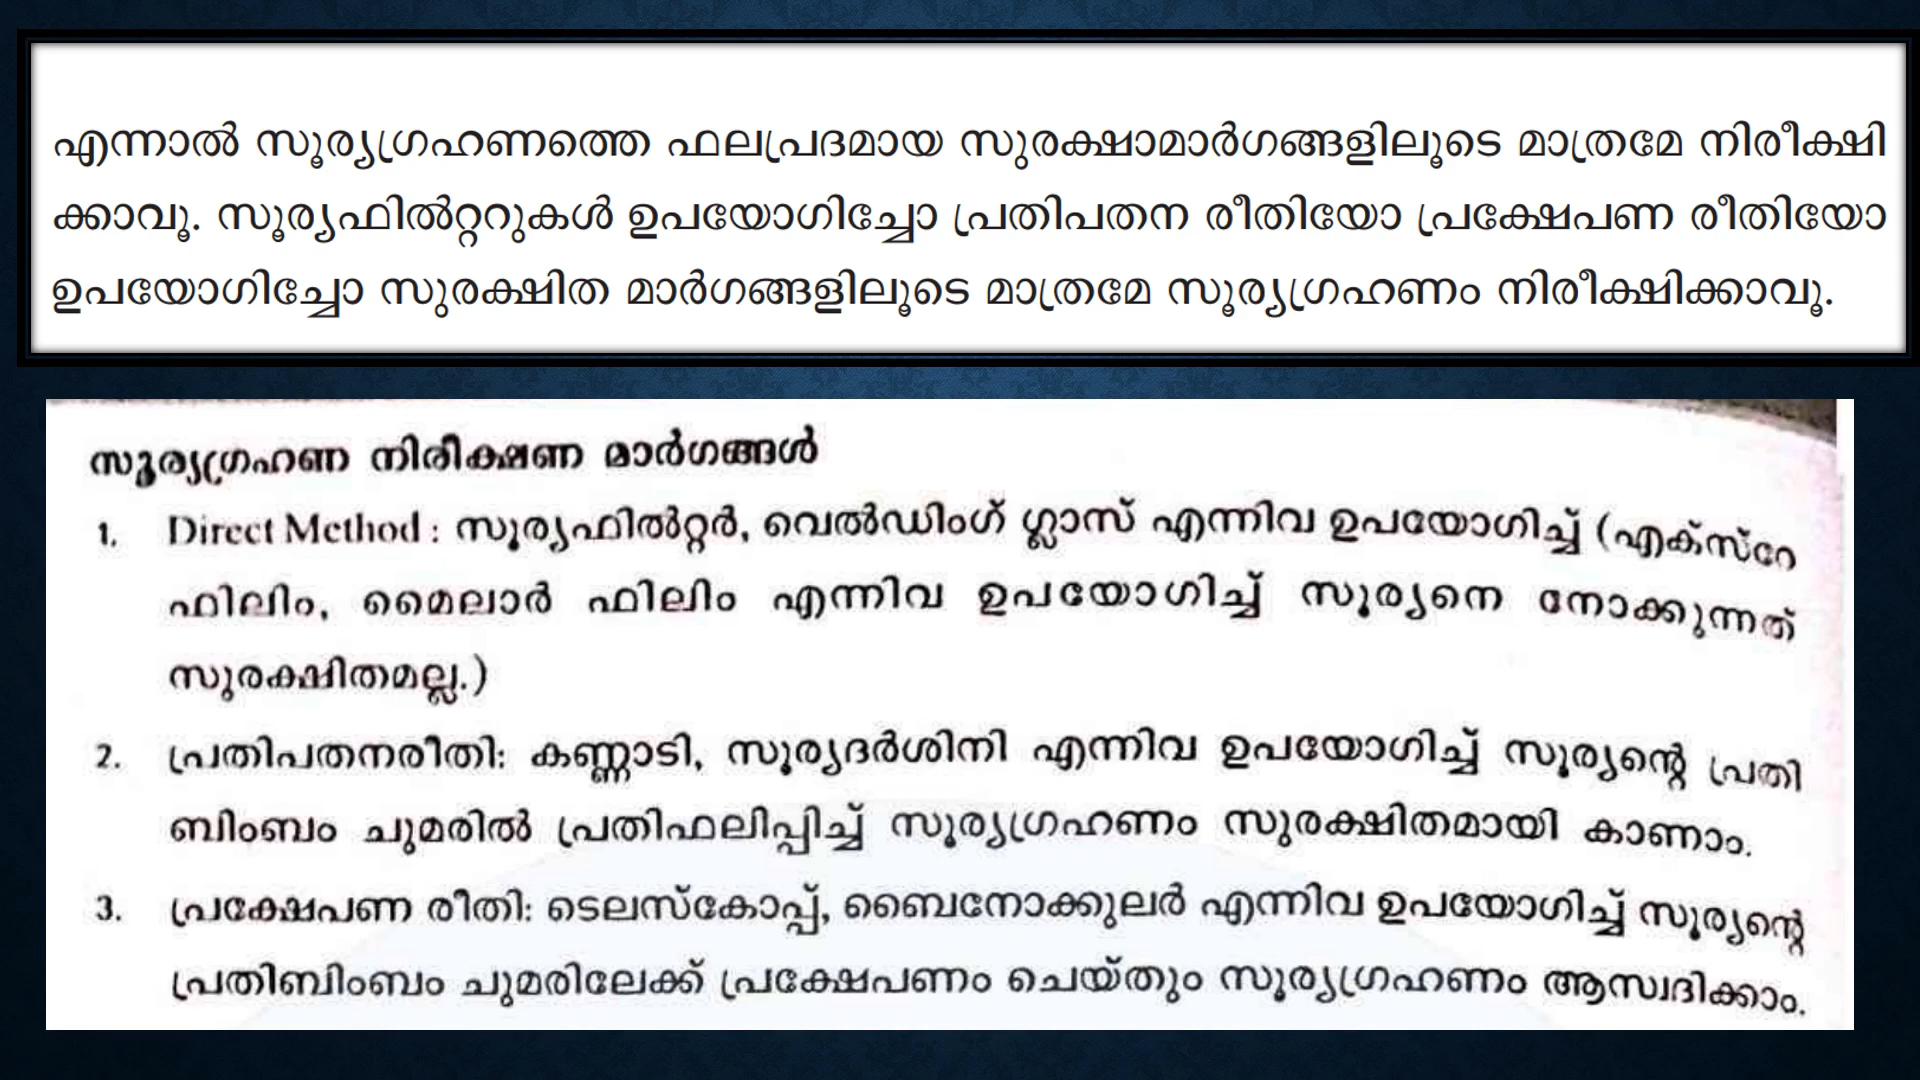 എന്നാൽ സൂര്യഗ്രഹണത്തെ ഫലപ്രദമായ സുരക്ഷാമാർഗങ്ങളിലൂടെ മാത്രമേ നിരീക്ഷി
ക്കാവൂ. സൂര്യഫിൽറ്ററുകൾ ഉപയോഗിച്ചോ പ്രതിപതന രീതിയോ പ്രക്ഷേപണ രീതിയോ
ഉപയോഗിച്ചോ സുരക്ഷിത മാർഗങ്ങളിലൂടെ മാത്രമേ സൂര്യഗ്രഹണം നിരീക്ഷിക്കാവൂ.
സൂര്യഗ്രഹണ നിരീക്ഷണ മാർഗങ്ങൾ
1. Direct Method : സൂര്യഫിൽറ്റർ, വെൽഡിംഗ് ഗ്ലാസ് എന്നിവ ഉപയോഗിച്ച് (എക്സ്റേ
ഫിലിം, മൈലാർ ഫിലിം എന്നിവ ഉപയോഗിച്ച് സൂര്യനെ നോക്കുന്നത്
സുരക്ഷിതമല്ല.)
2. പ്രതിപതനരീതി: കണ്ണാടി, സൂര്യദർശിനി എന്നിവ ഉപയോഗിച്ച് സൂര്യന്റെ പ്രതി
ബിംബം ചുമരിൽ പ്രതിഫലിപ്പിച്ച് സൂര്യഗ്രഹണം സുരക്ഷിതമായി കാണാം.
3. പ്രക്ഷേപണ രീതി: ടെലസ്കോപ്പ്, ബൈനോക്കുലർ എന്നിവ ഉപയോഗിച്ച് സൂര്യന്റെ
പ്രതിബിംബം ചുമരിലേക്ക് പ്രക്ഷേപണം ചെയ്തും സൂര്യഗ്രഹണം ആസ്വദിക്കാം.